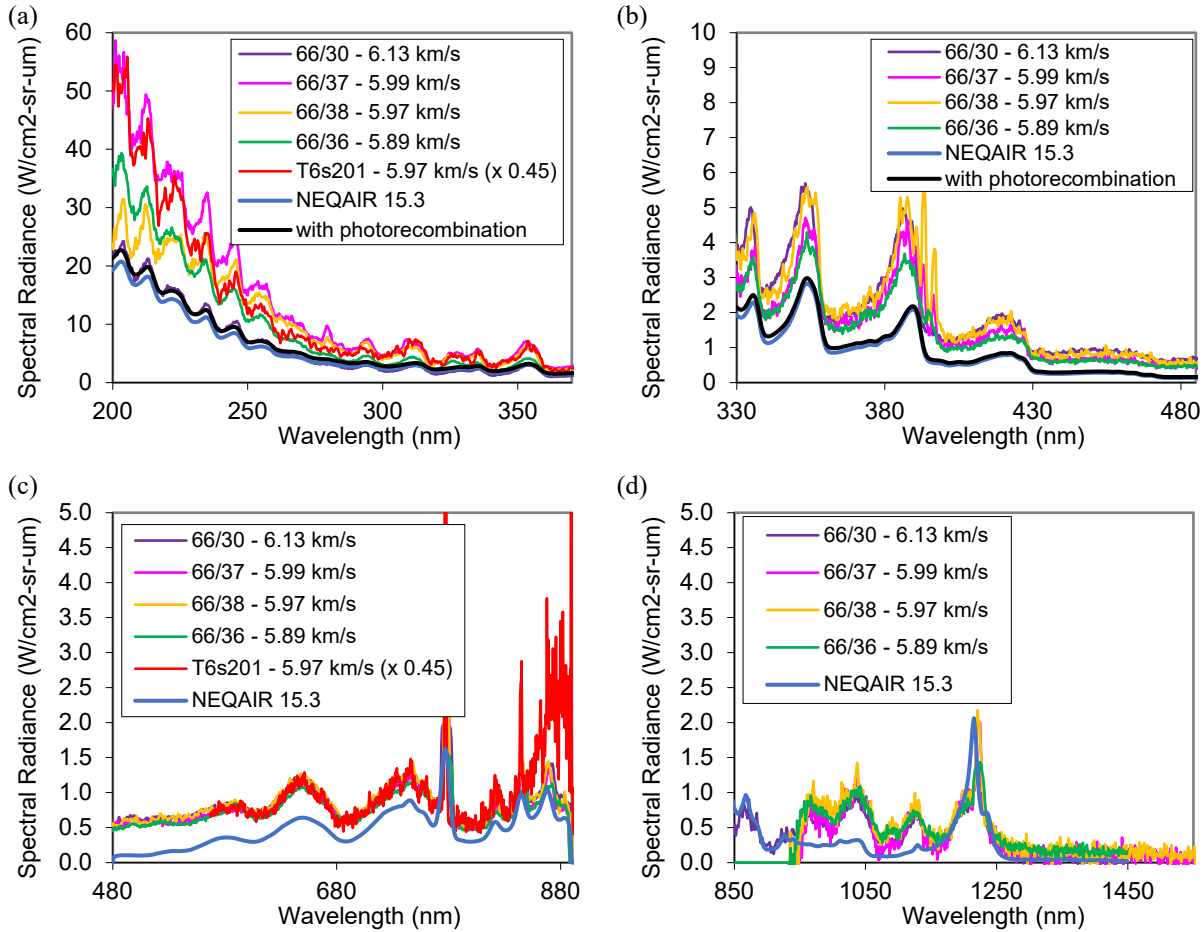 (a)
Spectral Radiance (W/cm2-sr-um)
60
50
40
30
20
10
0
66/30 - 6.13 km/s
66/37 - 5.99 km/s
66/38 - 5.97 km/s
66/36 - 5.89 km/s
T6s201 - 5.97 km/s (x 0.45)
NEQAIR 15.3
with photorecombination
200 250 300 350
Wavelength (nm)
(b)
Spectral Radiance (W/cm2-sr-um)
10
9
8
7
6
5
4
3
2
1
0
66/30 - 6.13 km/s
66/37 - 5.99 km/s
66/38 - 5.97 km/s
66/36 - 5.89 km/s
NEQAIR 15.3
with photorecombination
330 380 430 480
Wavelength (nm)
(c)
Spectral Radiance (W/cm2-sr-um)
5.0
4.5
4.0
3.5
3.0
2.5
2.0
1.5
1.0
0.5
0.0
66/30 - 6.13 km/s
66/37 - 5.99 km/s
66/38 - 5.97 km/s
66/36 - 5.89 km/s
T6s201 - 5.97 km/s (x 0.45)
NEQAIR 15.3
480 680 880
Wavelength (nm)
(d)
Spectral Radiance (W/cm2-sr-um)
5.0
4.5
4.0
3.5
3.0
2.5
2.0
1.5
1.0
0.5
0.0
66/30 - 6.13 km/s
66/37 - 5.99 km/s
66/38 - 5.97 km/s
66/36 - 5.89 km/s
NEQAIR 15.3
850 1050 1250 1450
Wavelength (nm)